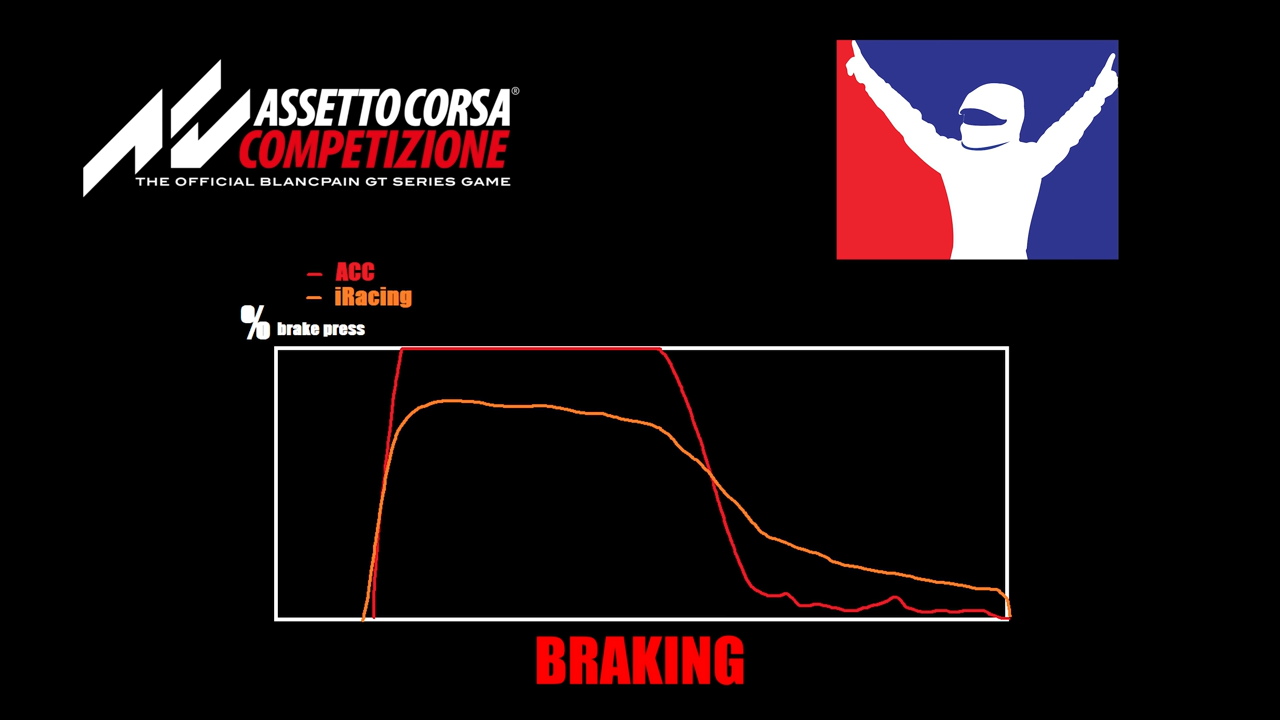 ASSETTO CORSA®
COMPETIZIONE
THE OFFICIAL BLANCPAIN GT SERIES GAME
– ACC
– iRacing
% brake press
BRAKING